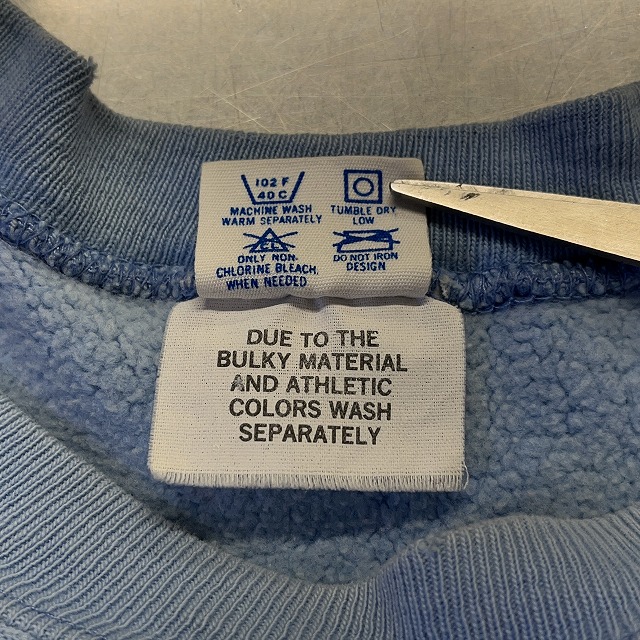 102 F
40 C
MACHINE WASH
WARM SEPARATELY
TUMBLE DRY
LOW
CL
ONLY NON-
CHLORINE BLEACH,
WHEN NEEDED
DO NOT IRON
DESIGN
DUE TO THE
BULKY MATERIAL
AND ATHLETIC
COLORS WASH
SEPARATELY